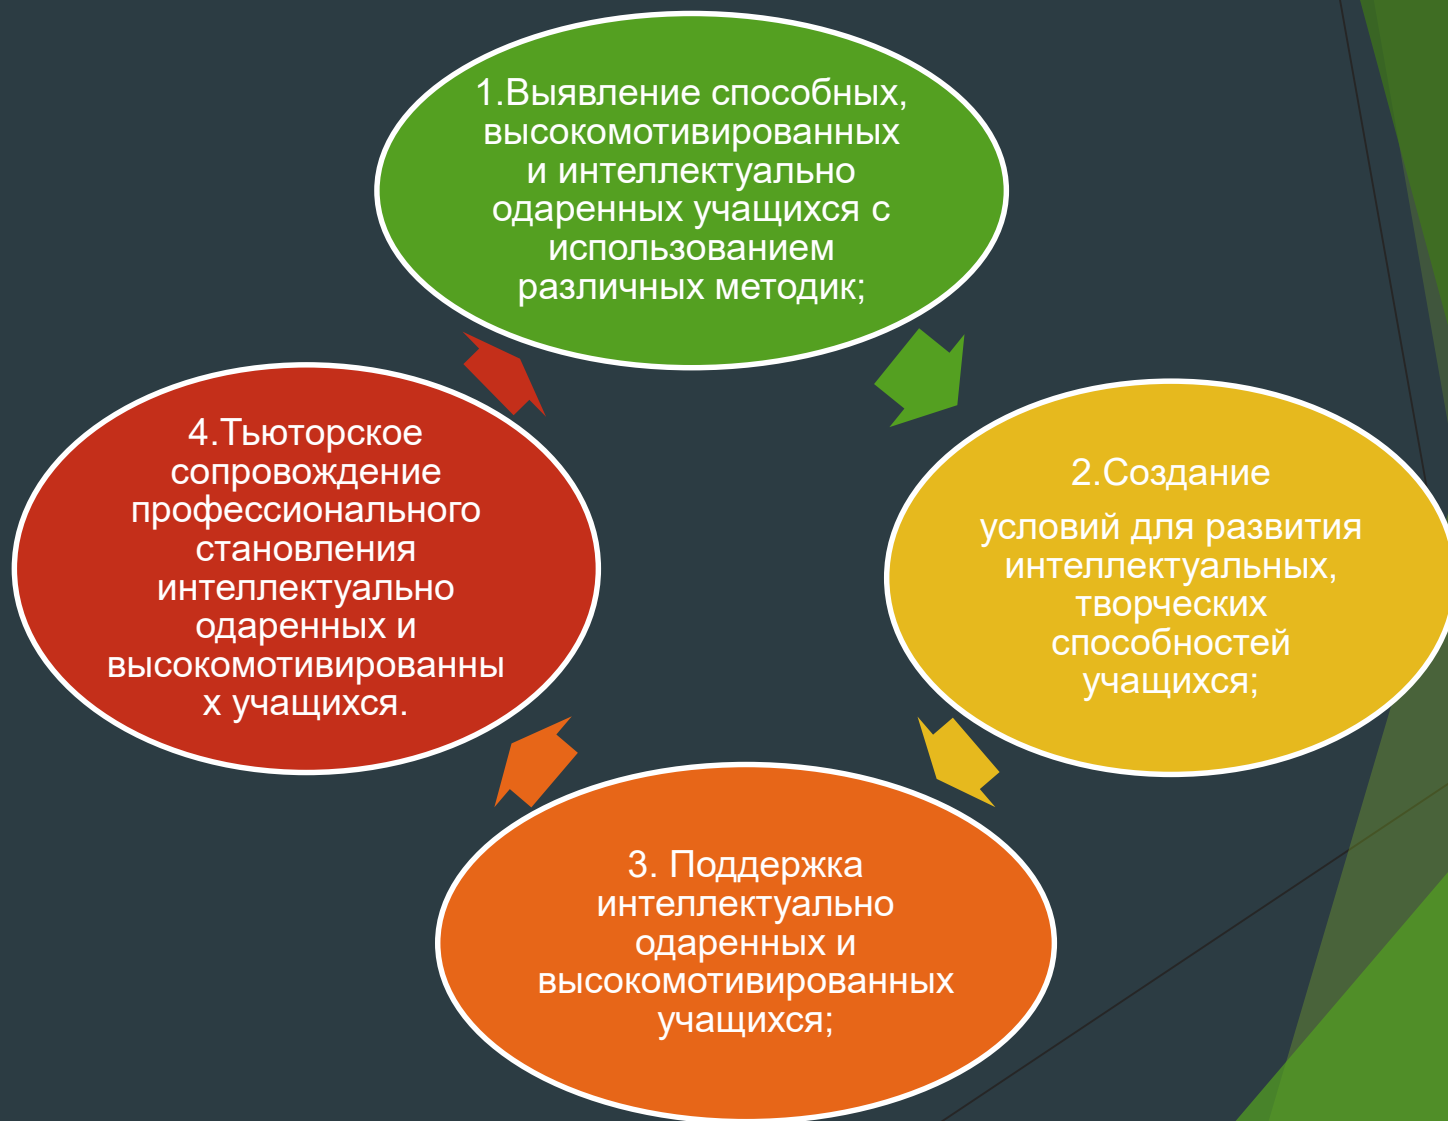 1.Выявление способных,
высокомотивированных
и интеллектуально
одаренных учащихся с
использованием
различных методик;
2.Создание
условий для развития
интеллектуальных,
творческих
способностей
учащихся;
3. Поддержка
интеллектуально
одаренных и
высокомотивированных
учащихся;
4.Тьюторское
сопровождение
профессионального
становления
интеллектуально
одаренных и
высокомотивированны
х учащихся.